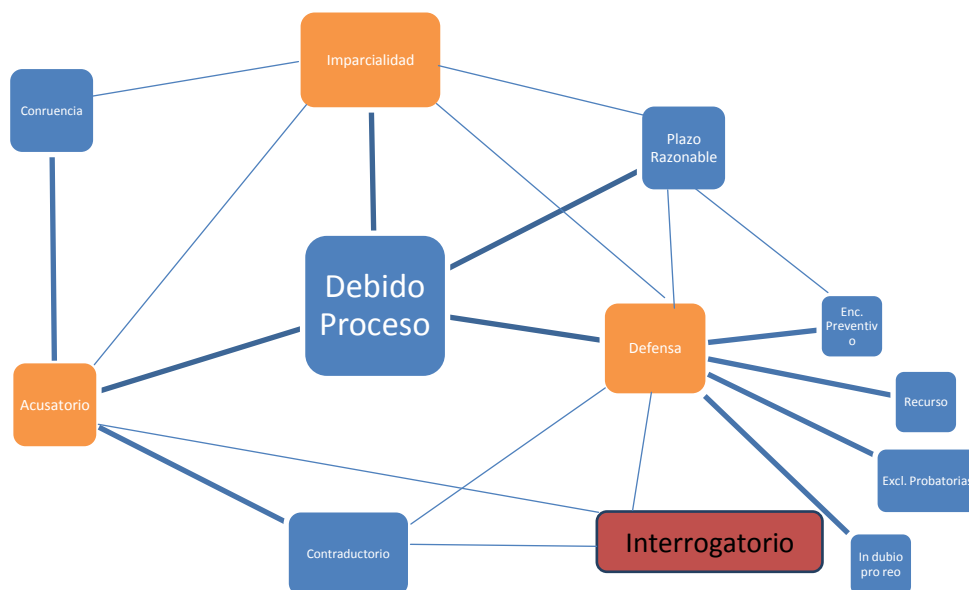 Imparcialidad
Conruencia
Plazo
Razonable
Debido
Proceso
Enc.
Preventiv
o
Defensa
Acusatorio
Recurso
Excl. Probatorias
Interrogatorio
Contraductorio
In dubio
pro reo